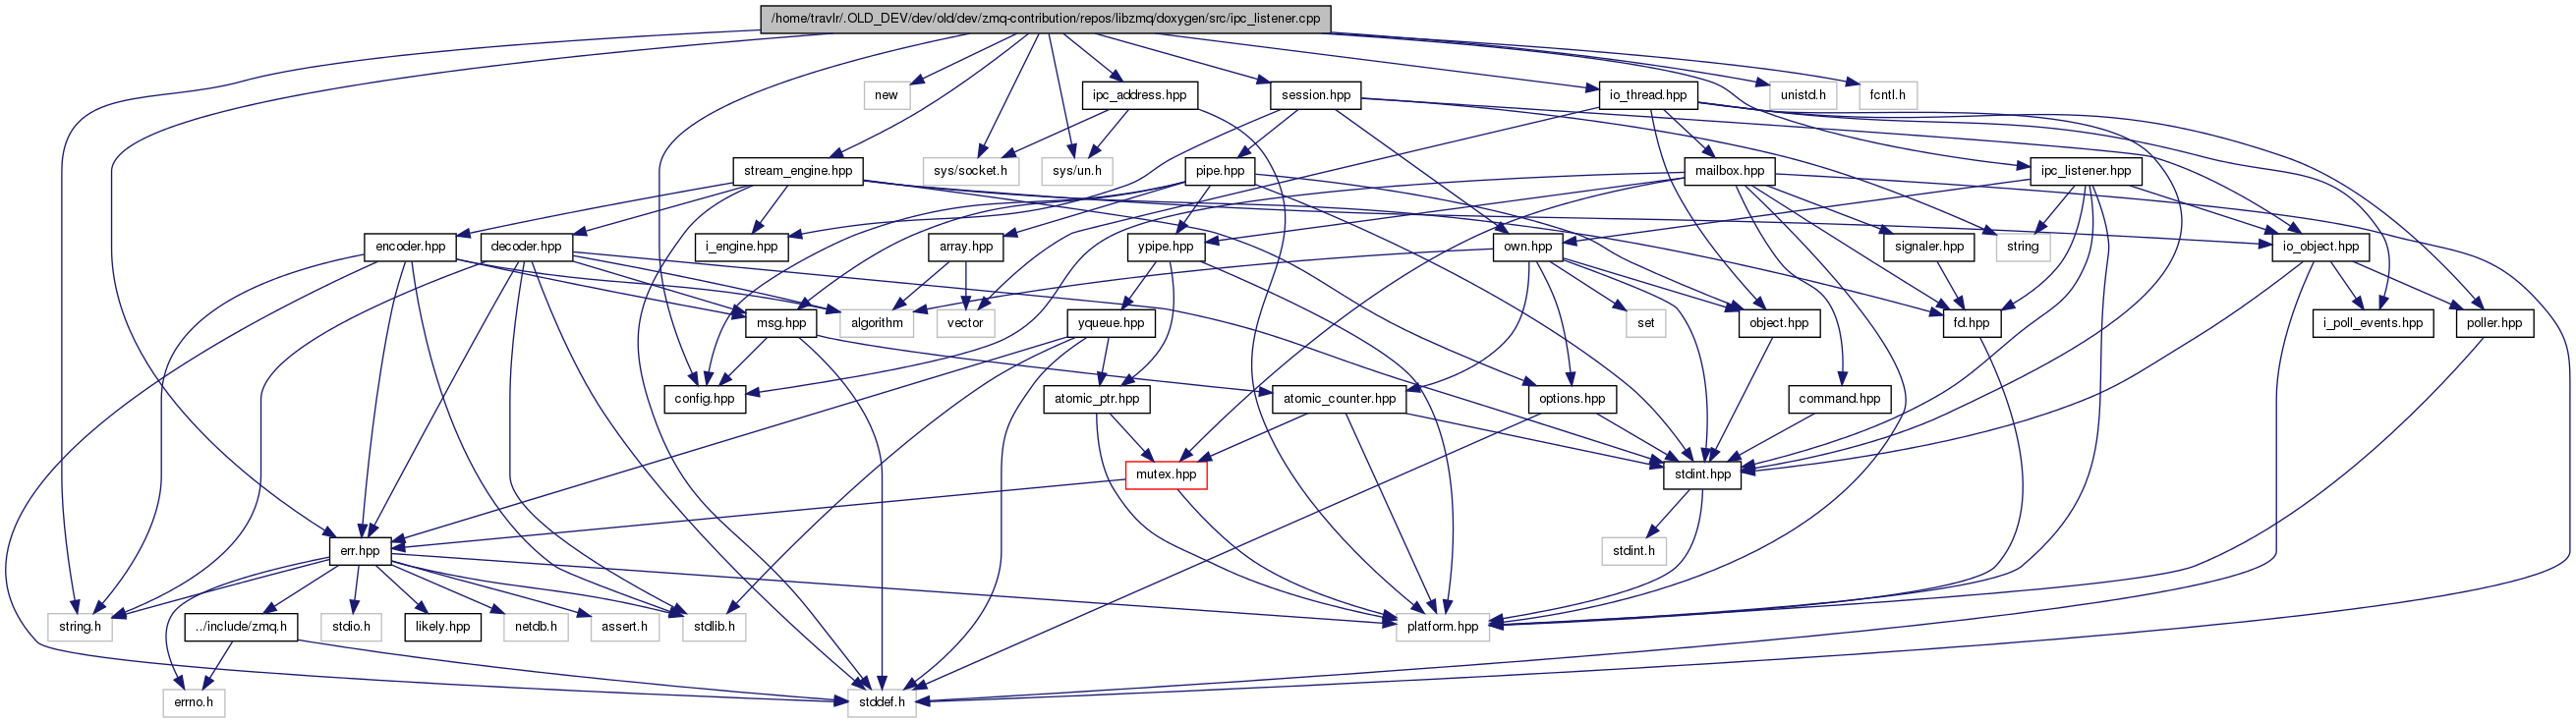 /home/travlr/.OLD_DEV/dev/old/dev/zmq-contribution/repos/libzmq/doxygen/src/ipc_listener.cpp
new
ipc_address.hpp
session.hpp
io_thread.hpp
unistd.h
fcntl.h
stream_engine.hpp
sys/socket.h
sys/un.h
pipe.hpp
mailbox.hpp
ipc_listener.hpp
encoder.hpp
decoder.hpp
i_engine.hpp
array.hpp
ypipe.hpp
own.hpp
signaler.hpp
string
io_object.hpp
msg.hpp
algorithm
vector
yqueue.hpp
set
object.hpp
fd.hpp
i_poll_events.hpp
poller.hpp
config.hpp
atomic_ptr.hpp
atomic_counter.hpp
options.hpp
command.hpp
mutex.hpp
stdint.hpp
err.hpp
stdint.h
string.h
../include/zmq.h
stdio.h
likely.hpp
netdb.h
assert.h
stdlib.h
platform.hpp
errno.h
stddef.h